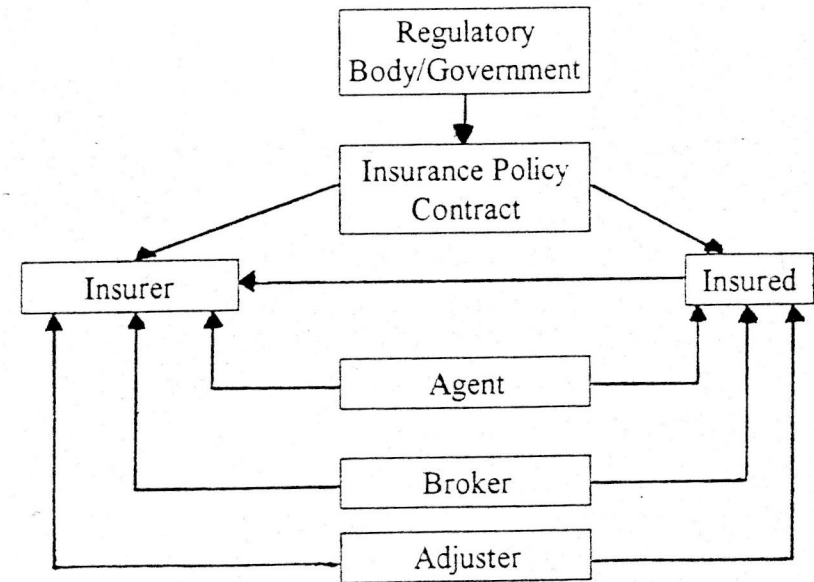 Regulatory
Body/Government
Insurance Policy
Contract
Insurer
Insured
Agent
Broker
Adjuster